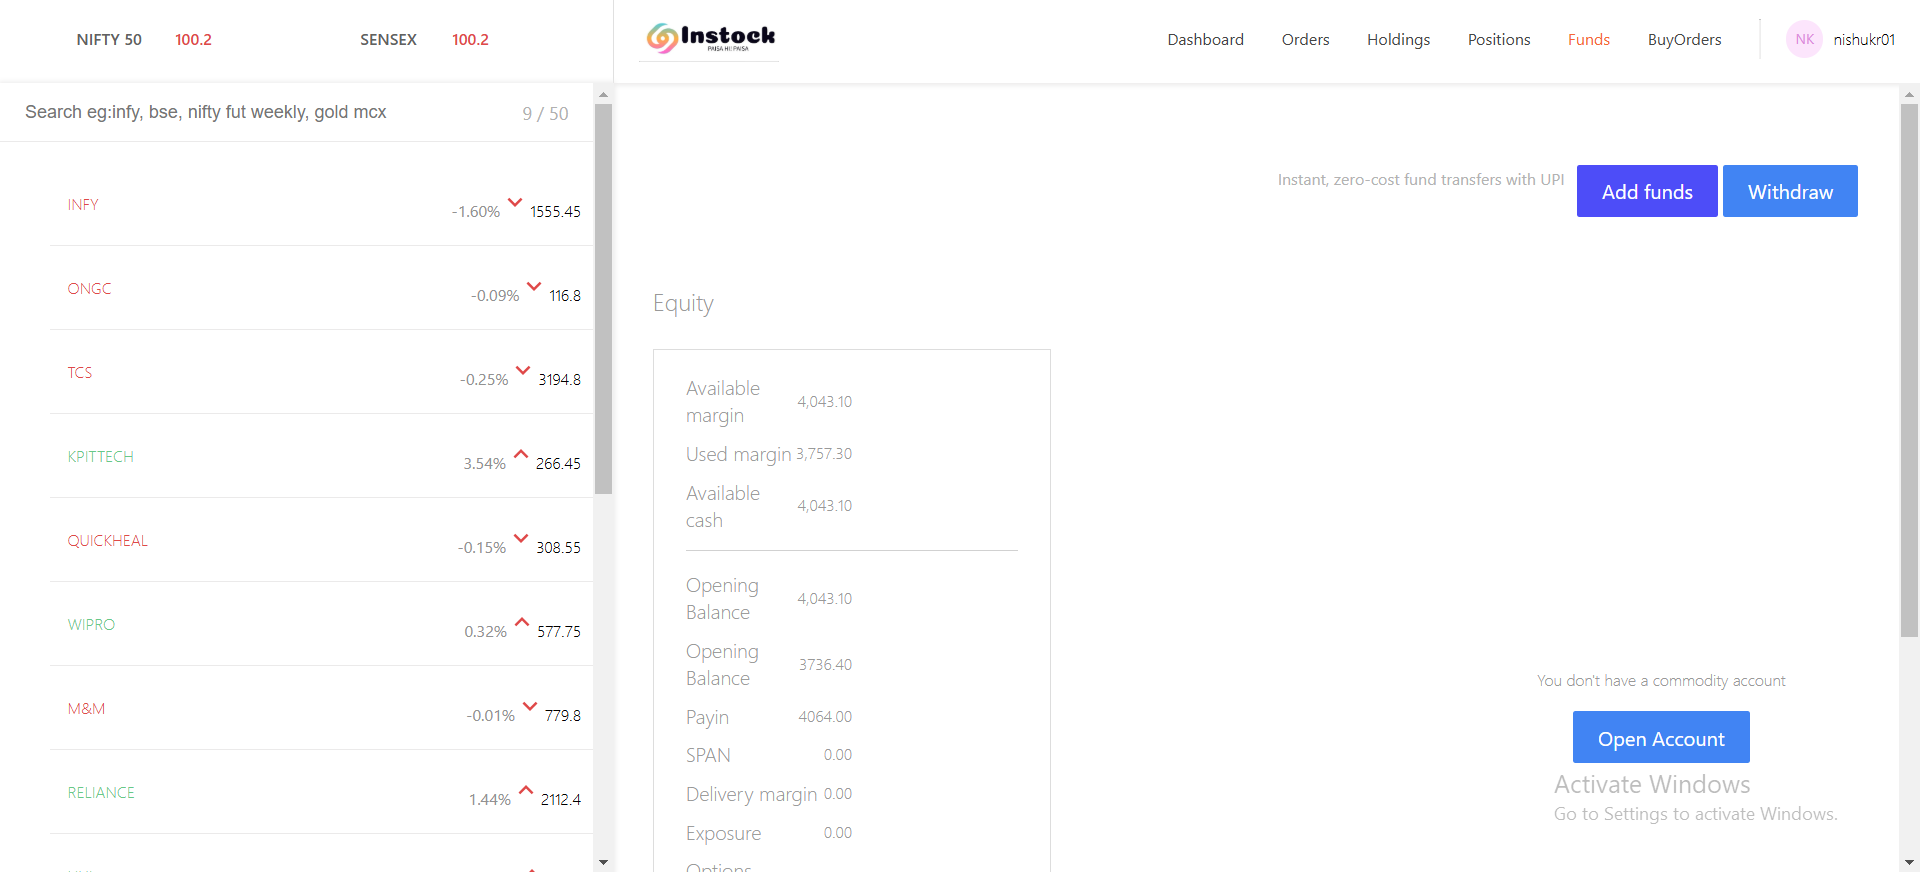 NIFTY 50 100.2 SENSEX 100.2
Instock
PAISA HI PAISA
Dashboard Orders Holdings Positions Funds BuyOrders NK nishukr01
Search eg:infy, bse, nifty fut weekly, gold mcx 9 / 50
INFY -1.60% 1555.45
ONGC -0.09% 116.8
TCS -0.25% 3194.8
KPITTECH 3.54% 266.45
QUICKHEAL -0.15% 308.55
WIPRO 0.32% 577.75
M&M -0.01% 779.8
RELIANCE 1.44% 2112.4
Instant, zero-cost fund transfers with UPI Add funds Withdraw
Equity
Available
margin 4,043.10
Used margin 3,757.30
Available
cash 4,043.10
Opening
Balance 4,043.10
Opening
Balance 3736.40
Payin 4064.00
SPAN 0.00
Delivery margin 0.00
Exposure 0.00
Options
You don't have a commodity account
Open Account
Activate Windows
Go to Settings to activate Windows.